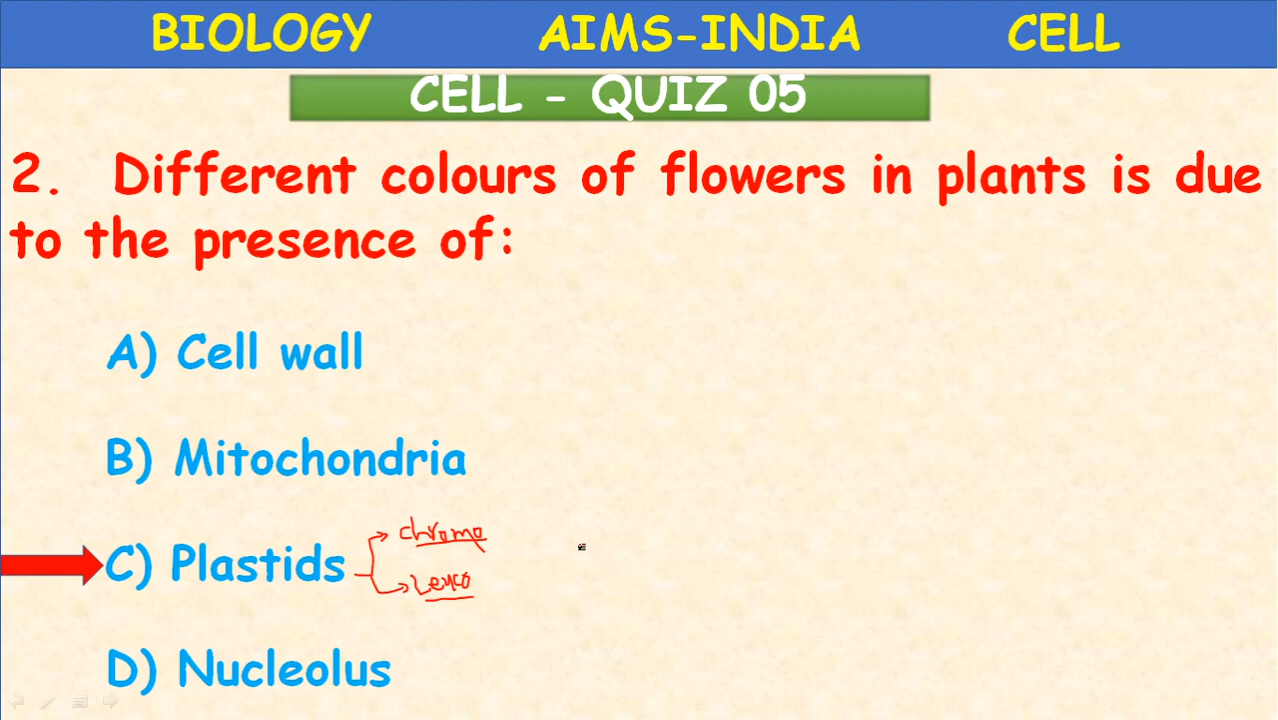 BIOLOGY AIMS-INDIA CELL
CELL - QUIZ 05
2. Different colours of flowers in plants is due
to the presence of:
A) Cell wall
B) Mitochondria
chromo
C) Plastids
Leuco
D) Nucleolus